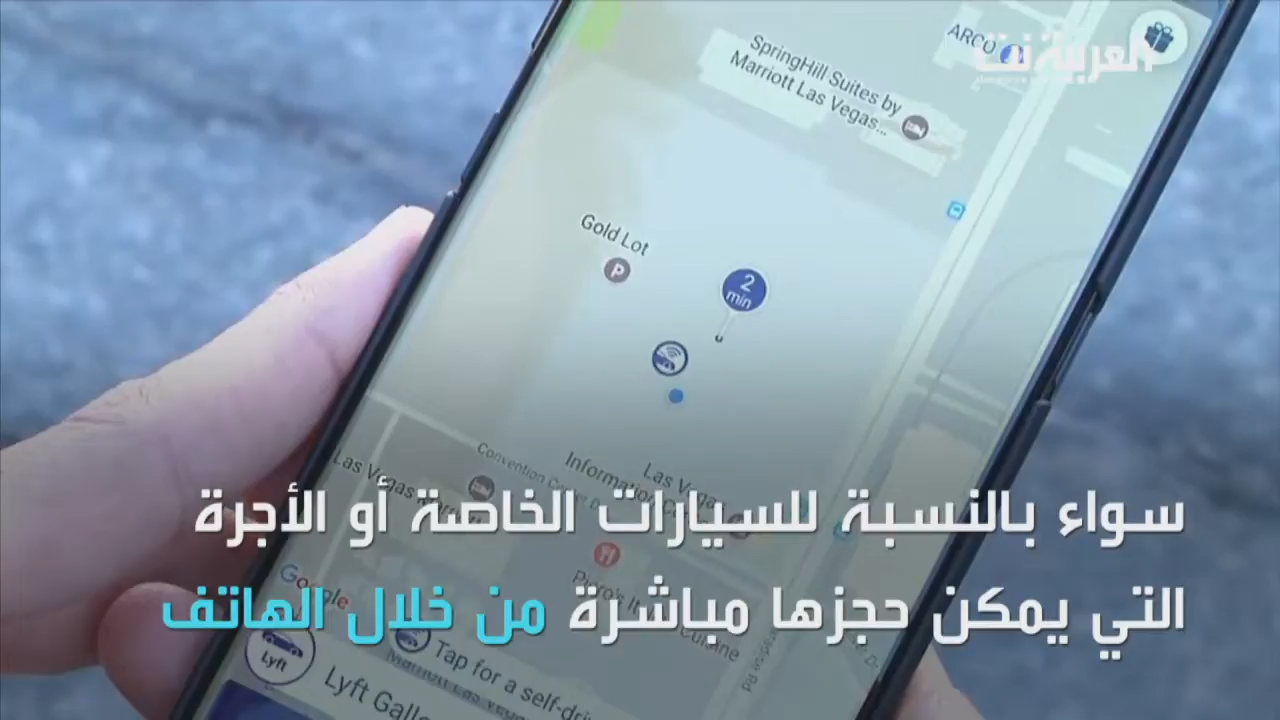 ARCO
العربية نت
SpringHill Suites by
Marriott Las Vegas...
Gold Lot
P
2
min
Convention Center
Las Vegas
Information
Las Vegas
سواء بالنسبة للسيارات الخاصة أو الأجرة
التي يمكن حجزها مباشرة من خلال الهاتف
Google
Lyft
Tap for a self-dri
Lyft Galle